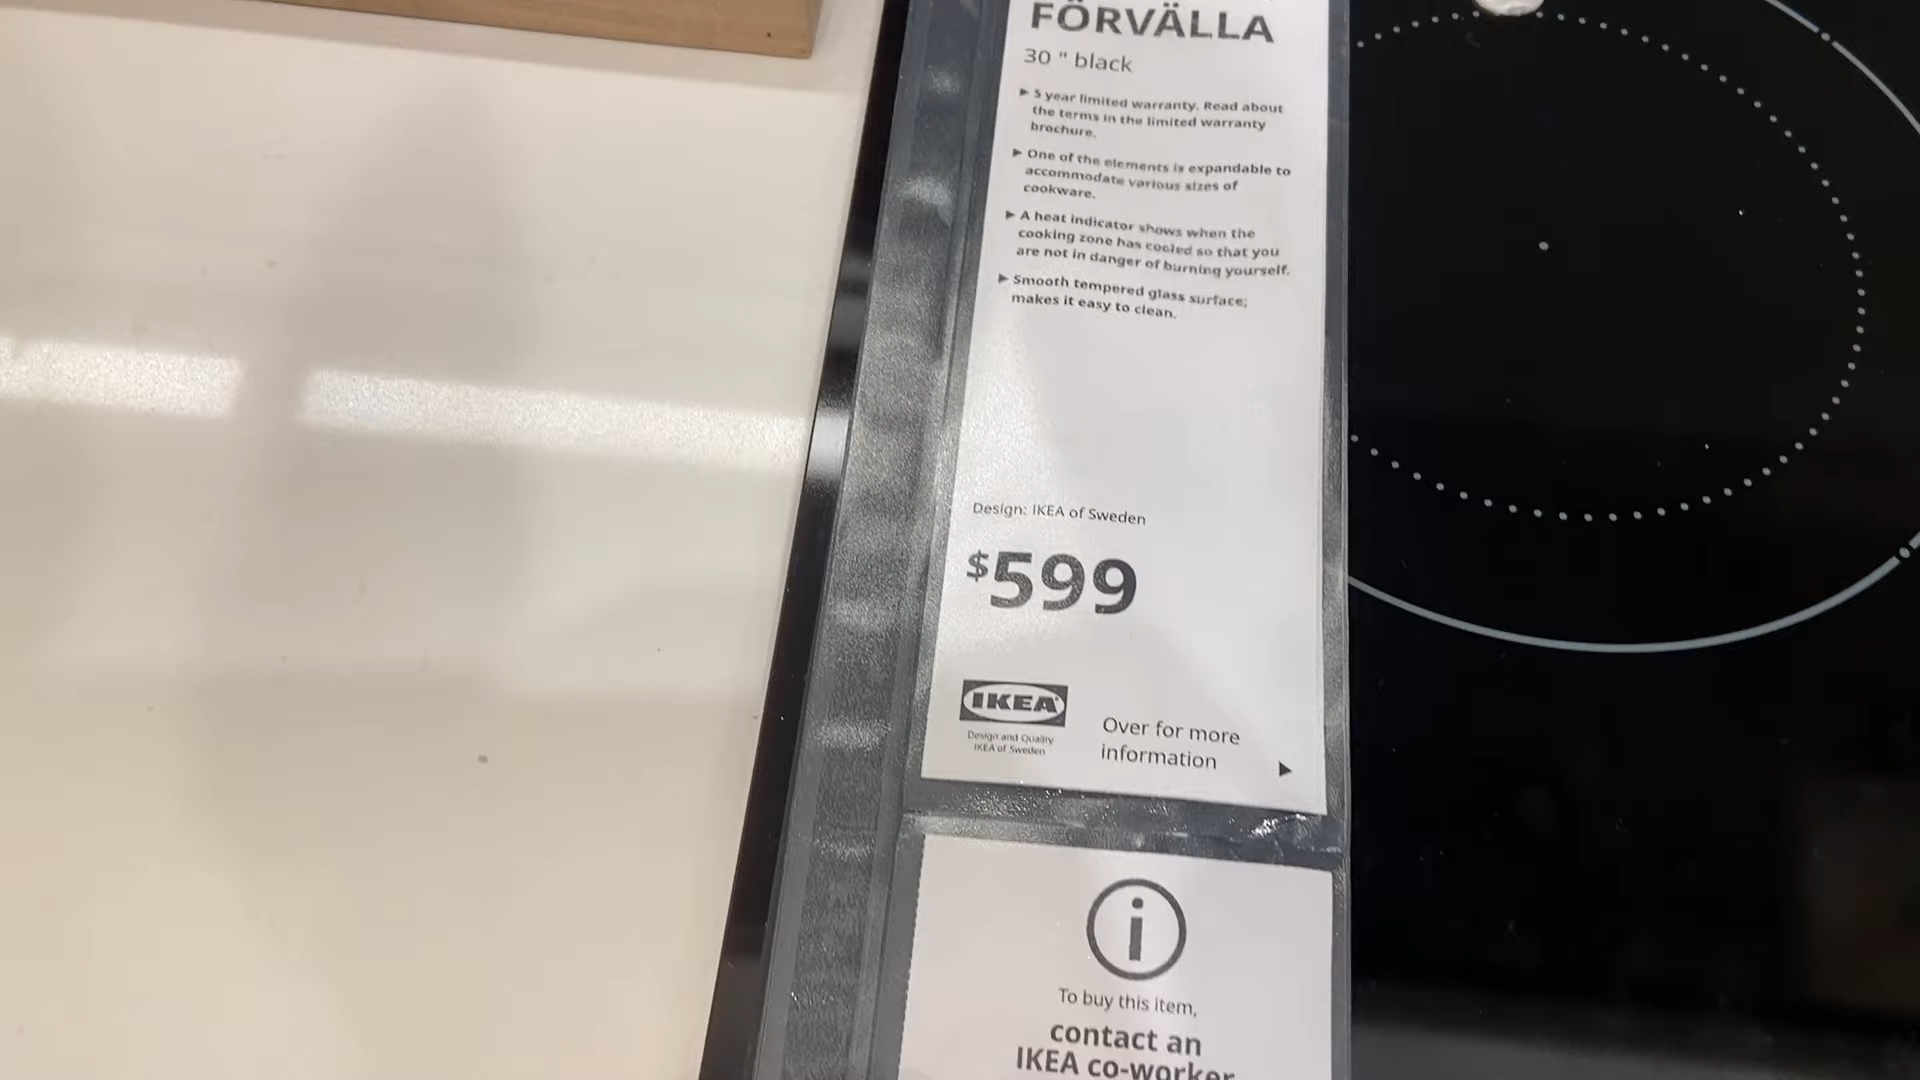 FÖRVÄLLA
30 " black
► 5 year limited warranty. Read about
the terms in the limited warranty
brochure.
► One of the elements is expandable to
accommodate various sizes of
cookware.
► A heat indicator shows when the
cooking zone has cooled so that you
are not in danger of burning yourself.
► Smooth tempered glass surface;
makes it easy to clean.
Design: IKEA of Sweden
$599
IKEA
Design and Quality
IKEA of Sweden
Over for more
information ►
i
To buy this item,
contact an
IKEA co-worker